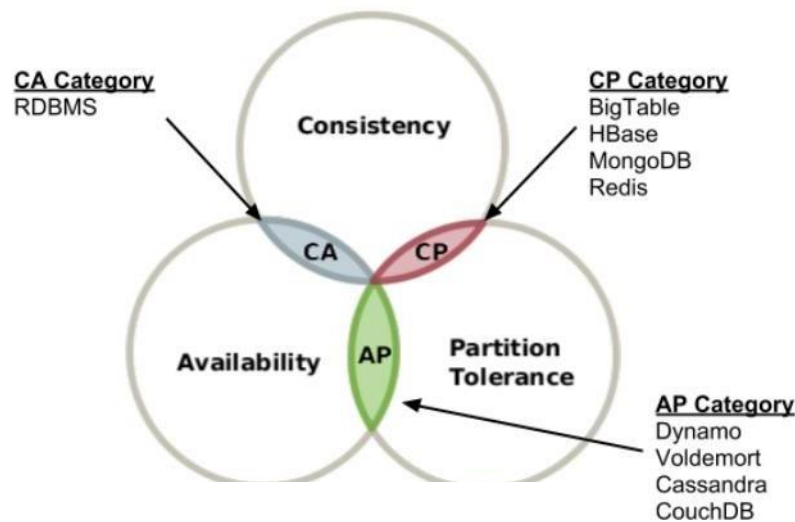 CA Category
RDBMS
CP Category
BigTable
HBase
MongoDB
Redis
Consistency
CA
CP
Availability
AP
Partition
Tolerance
AP Category
Dynamo
Voldemort
Cassandra
CouchDB